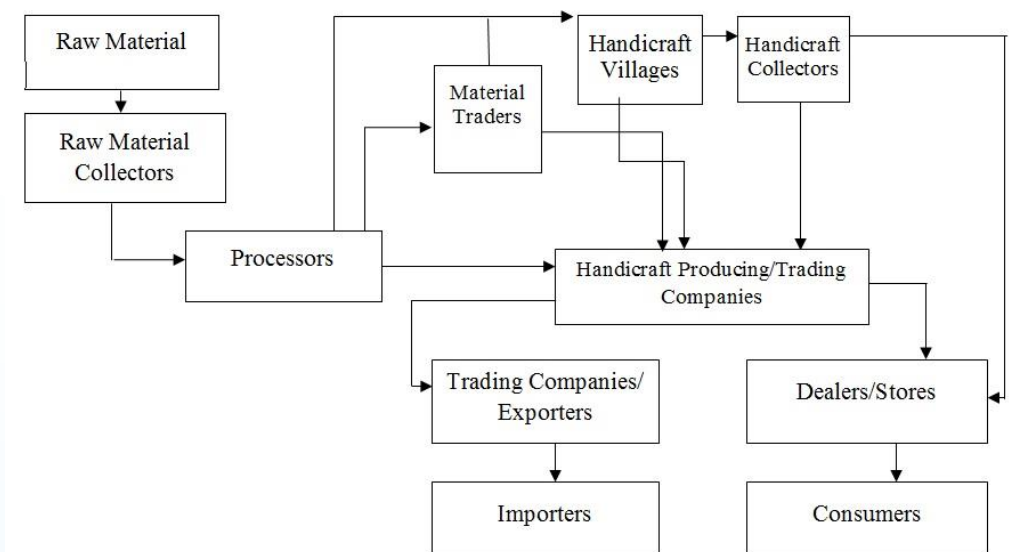 Raw Material
Raw Material
Collectors
Processors
Material
Traders
Handicraft
Villages
Handicraft
Collectors
Handicraft Producing/Trading
Companies
Trading Companies/
Exporters
Dealers/Stores
Importers
Consumers